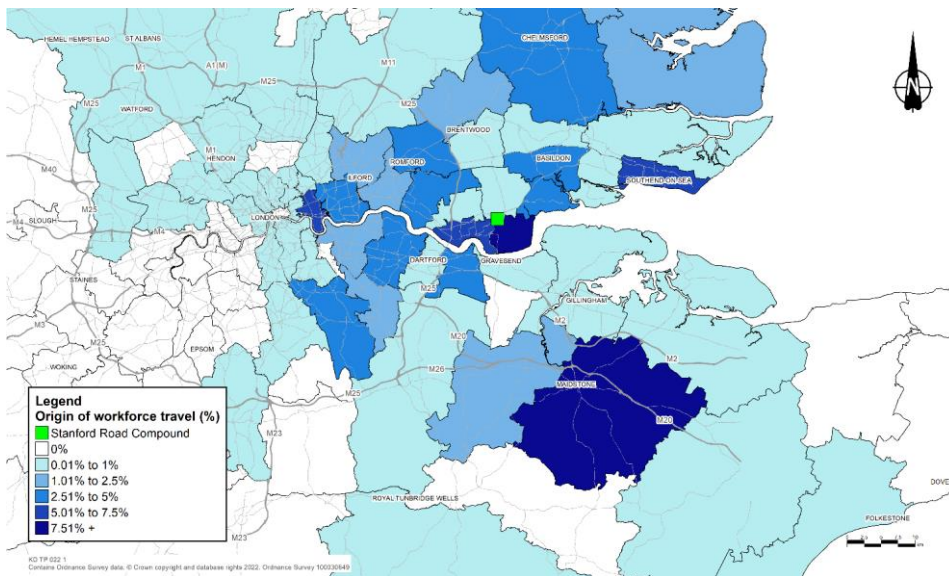 HEMEL HEMPSTEAD
ST ALBANS
CHELMSFORD
M1
A1(M)
M11
M25
M25
M25
WATFORD
BRENTWOOD
M1
HENDON
ROMFORD
M40
ILFORD
BASILDON
SOUTHEND-ON-SEA
M25
LONDON
SLOUGH
M4
M4
DARTFORD
GRAVESEND
STAINES
M25
GILLINGHAM
M2
M3
M25
EPSOM
M20
M2
WOKING
M26
MAIDSTONE
M25
M20
M23
ROYAL TUNBRIDGE WELLS
DOVE
M23
FOLKESTONE
N
Legend
Origin of workforce travel (%)
Stanford Road Compound
0%
0.01% to 1%
1.01% to 2.5%
2.51% to 5%
5.01% to 7.5%
7.51% +
KD TP 022 1
Contains Ordnance Survey data. © Crown copyright and database rights 2022. Ordnance Survey 100030649